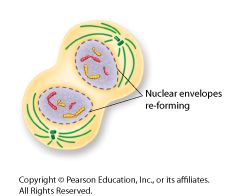 Nuclear envelopes
re-forming
Copyright © Pearson Education, Inc., or its affiliates.
All Rights Reserved.